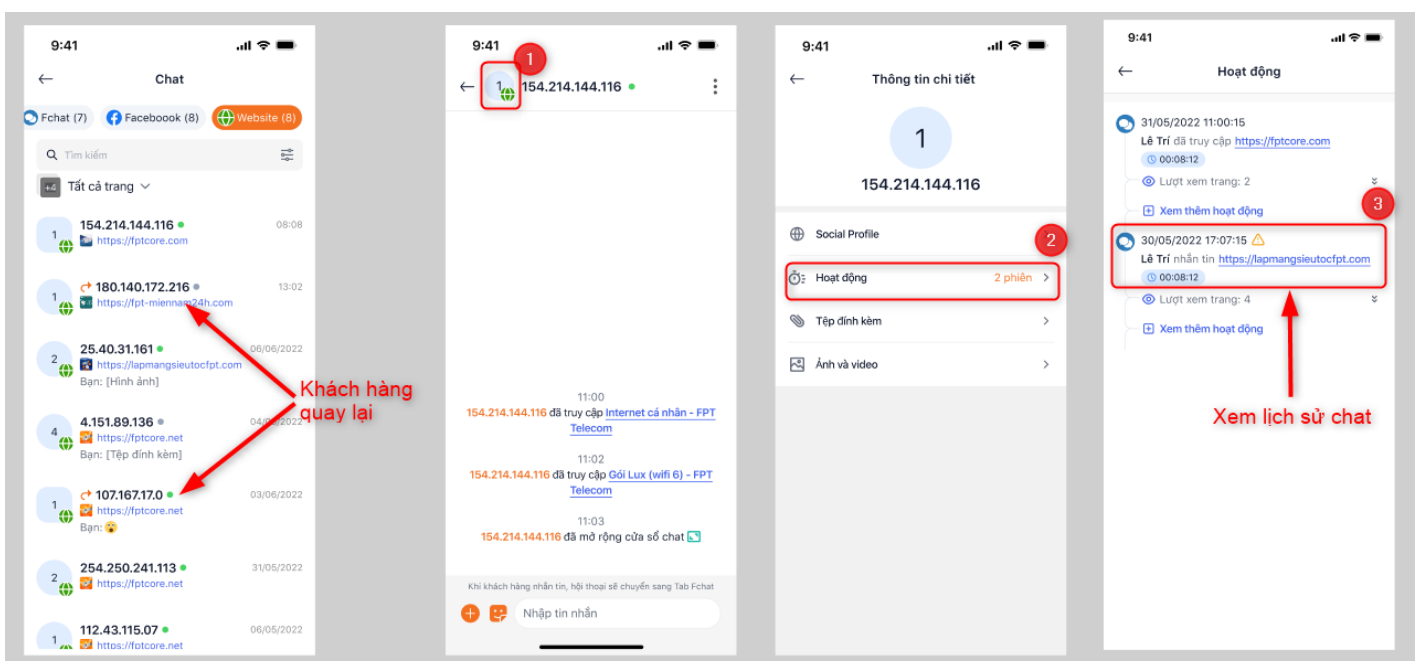 9:41
Chat
Fchat (7)
Faceboook (8)
Website (8)
Tìm kiếm
+4 Tất cả trang
1
154.214.144.116
08:08
https://fptcore.com
1
180.140.172.216
13:02
https://fpt-miennam24h.com
2
25.40.31.161
06/06/2022
https://lapmangsieutocfpt.com
Bạn: [Hình ảnh]
4
4.151.89.136
https://fptcore.net
Bạn: [Tệp đính kèm]
1
107.167.17.0
03/06/2022
https://fptcore.net
Bạn:
2
254.250.241.113
31/05/2022
https://fptcore.net
1
112.43.115.07
06/05/2022
https://fptcore.net
Khách hàng
quay lại
9:41
1
1
154.214.144.116
11:00
154.214.144.116 đã truy cập Internet cá nhân - FPT
Telecom
11:02
154.214.144.116 đã truy cập Gói Lux (wifi 6) - FPT
Telecom
11:03
154.214.144.116 đã mở rộng cửa sổ chat
Khi khách hàng nhắn tin, hội thoại sẽ chuyển sang Tab Fchat
Nhập tin nhắn
9:41
Thông tin chi tiết
1
154.214.144.116
Social Profile
2
Hoạt động
2 phiên
Tệp đính kèm
Ảnh và video
9:41
Hoạt động
31/05/2022 11:00:15
Lê Trí đã truy cập https://fptcore.com
00:08:12
Lượt xem trang: 2
Xem thêm hoạt động
3
30/05/2022 17:07:15
Lê Trí nhắn tin https://lapmangsieutocfpt.com
00:08:12
Lượt xem trang: 4
Xem thêm hoạt động
Xem lịch sử chat